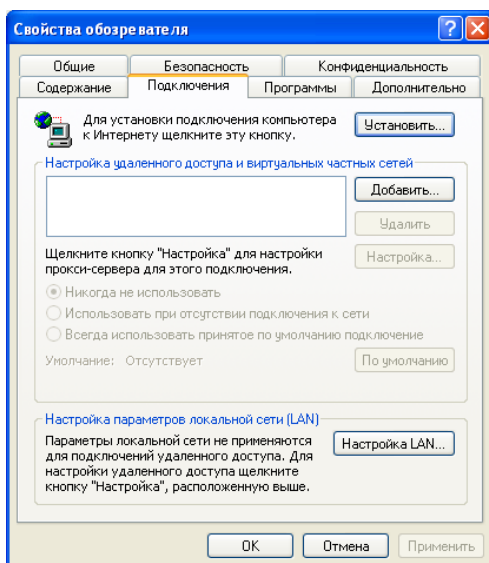 Свойства обозревателя
Общие Безопасность Конфиденциальность
Содержание Подключения Программы Дополнительно
Для установки подключения компьютера
к Интернету щелкните эту кнопку.
Установить...
Настройка удаленного доступа и виртуальных частных сетей
Добавить...
Удалить
Щелкните кнопку "Настройка" для настройки
прокси-сервера для этого подключения.
Настройка...
Никогда не использовать
Использовать при отсутствии подключения к сети
Всегда использовать принятое по умолчанию подключение
Умолчание: Отсутствует
По умолчанию
Настройка параметров локальной сети (LAN)
Параметры локальной сети не применяются
для подключений удаленного доступа. Для
настройки удаленного доступа щелкните
кнопку "Настройка", расположенную выше.
Настройка LAN...
OK Отмена Применить